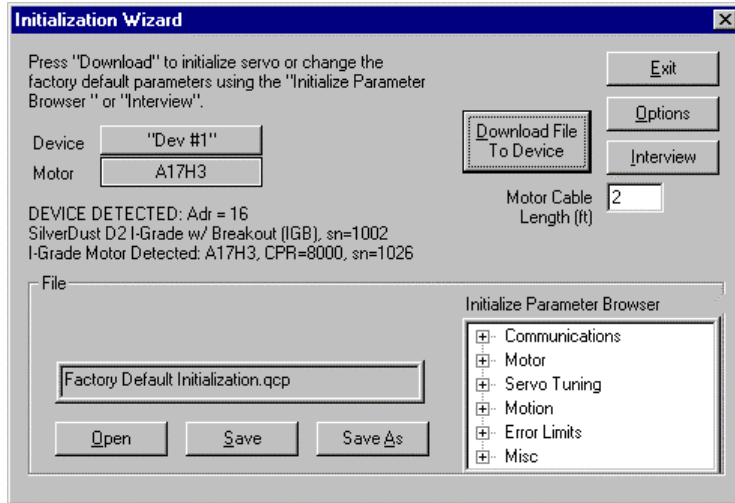 Initialization Wizard
Press "Download" to initialize servo or change the
factory default parameters using the "Initialize Parameter
Browser " or "Interview".
Exit
Options
Interview
Download File
To Device
Device "Dev #1"
Motor A17H3
Motor Cable
Length (ft)
2
DEVICE DETECTED: Adr = 16
SilverDust D2 I-Grade w/ Breakout (IGB), sn=1002
I-Grade Motor Detected: A17H3, CPR=8000, sn=1026
File
Factory Default Initialization.qcp
Open Save Save As
Initialize Parameter Browser
Communications
Motor
Servo Tuning
Motion
Error Limits
Misc